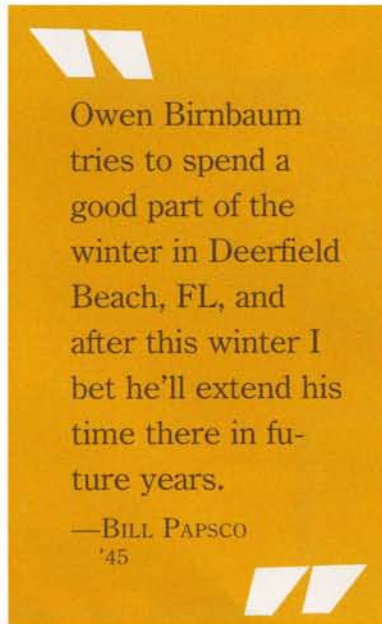 Owen Birnbaum
tries to spend a
good part of the
winter in Deerfield
Beach, FL, and
after this winter I
bet he'll extend his
time there in fu-
ture years.
—BILL PAPSCO
'45